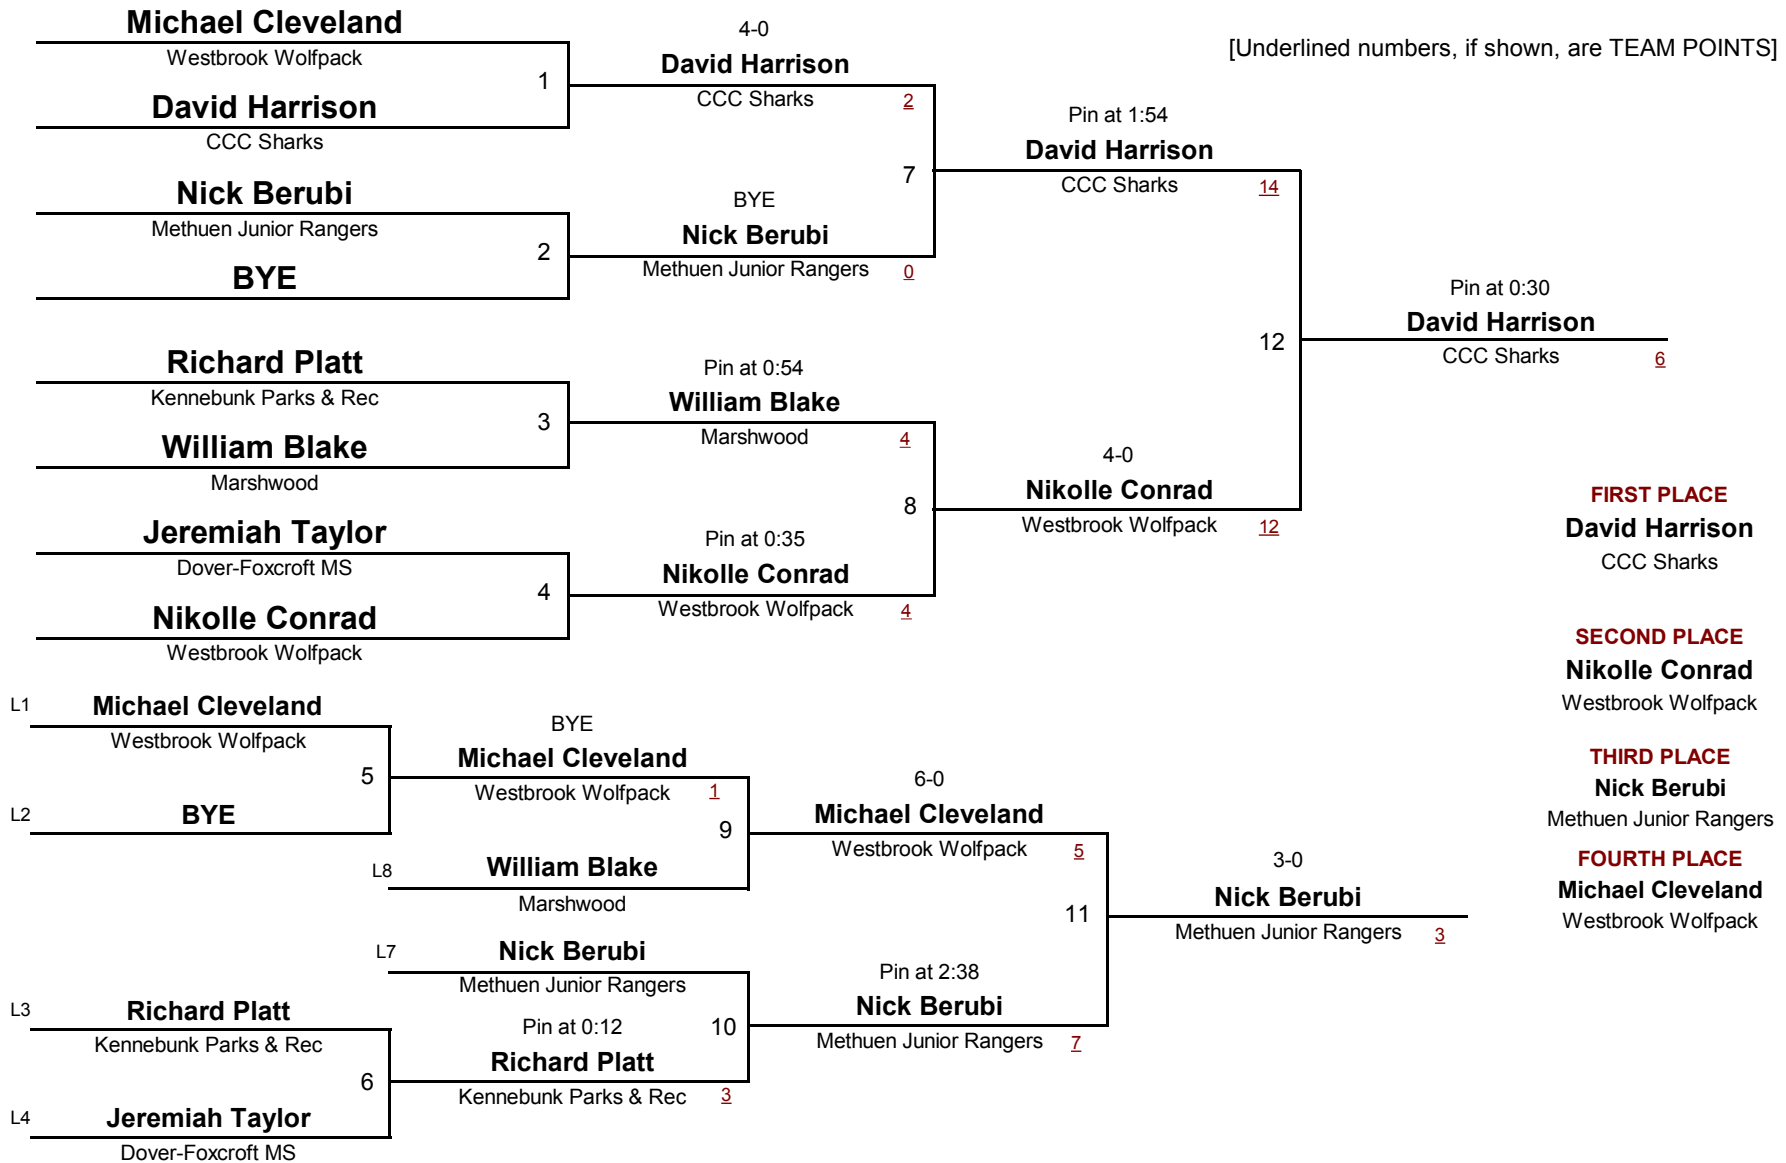 [Underlined numbers, if shown, are TEAM POINTS]
Michael Cleveland
Westbrook Wolfpack
1
David Harrison
CCC Sharks
Nick Berubi
Methuen Junior Rangers
2
BYE
Richard Platt
Kennebunk Parks & Rec
3
William Blake
Marshwood
Jeremiah Taylor
Dover-Foxcroft MS
4
Nikolle Conrad
Westbrook Wolfpack
4-0
David Harrison
CCC Sharks 2
7
BYE
Nick Berubi
Methuen Junior Rangers 0
Pin at 0:54
William Blake
Marshwood 4
8
Pin at 0:35
Nikolle Conrad
Westbrook Wolfpack 4
Pin at 1:54
David Harrison
CCC Sharks 14
12
4-0
Nikolle Conrad
Westbrook Wolfpack 12
Pin at 0:30
David Harrison
CCC Sharks 6
FIRST PLACE
David Harrison
CCC Sharks
SECOND PLACE
Nikolle Conrad
Westbrook Wolfpack
THIRD PLACE
Nick Berubi
Methuen Junior Rangers
FOURTH PLACE
Michael Cleveland
Westbrook Wolfpack
L1 Michael Cleveland
Westbrook Wolfpack
5
L2 BYE
L3 Richard Platt
Kennebunk Parks & Rec
6
L4 Jeremiah Taylor
Dover-Foxcroft MS
BYE
Michael Cleveland
Westbrook Wolfpack 1
9
L8 William Blake
Marshwood
L7 Nick Berubi
Methuen Junior Rangers
Pin at 0:12 10
Richard Platt
Kennebunk Parks & Rec 3
6-0
Michael Cleveland
Westbrook Wolfpack 5
11
Pin at 2:38
Nick Berubi
Methuen Junior Rangers 7
3-0
Nick Berubi
Methuen Junior Rangers 3